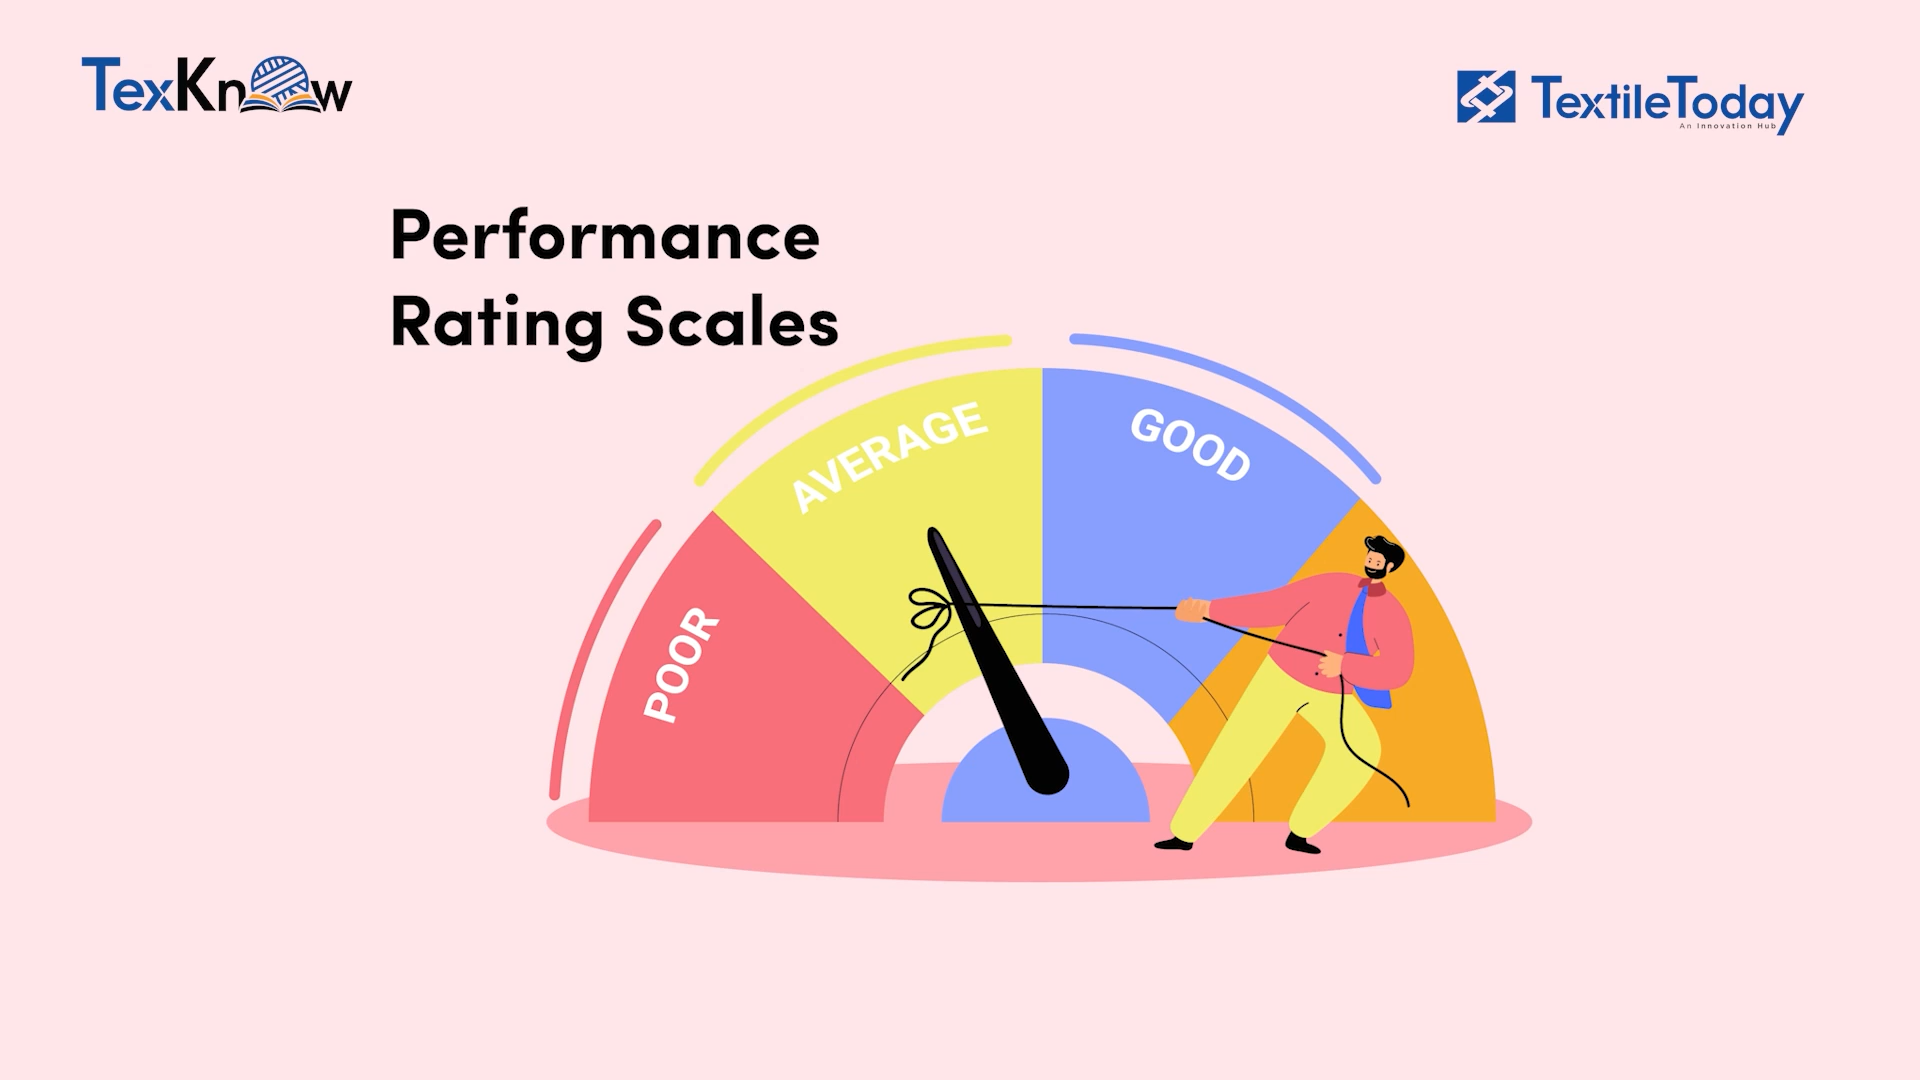 TexKnow
TextileToday
An Innovation Hub
Performance
Rating Scales
AVERAGE
GOOD
POOR